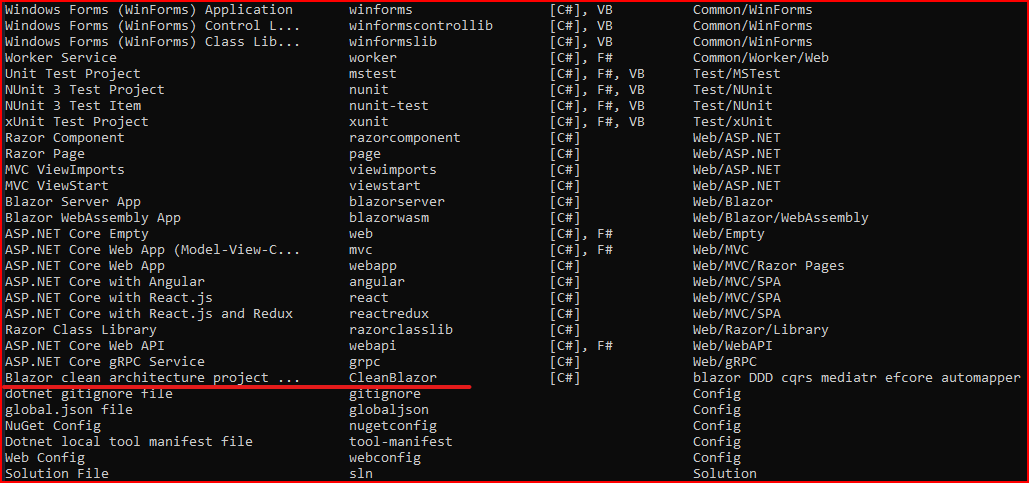 Windows Forms (WinForms) Application winforms [C#], VB Common/WinForms
Windows Forms (WinForms) Control L... winformscontrollib [C#], VB Common/WinForms
Windows Forms (WinForms) Class Lib... winformslib [C#], VB Common/WinForms
Worker Service worker [C#], F# Common/Worker/Web
Unit Test Project mstest [C#], F#, VB Test/MSTest
NUnit 3 Test Project nunit [C#], F#, VB Test/NUnit
NUnit 3 Test Item nunit-test [C#], F#, VB Test/NUnit
xUnit Test Project xunit [C#], F#, VB Test/xUnit
Razor Component razorcomponent [C#] Web/ASP.NET
Razor Page page [C#] Web/ASP.NET
MVC ViewImports viewimports [C#] Web/ASP.NET
MVC ViewStart viewstart [C#] Web/ASP.NET
Blazor Server App blazorserver [C#] Web/Blazor
Blazor WebAssembly App blazorwasm [C#] Web/Blazor/WebAssembly
ASP.NET Core Empty web [C#], F# Web/Empty
ASP.NET Core Web App (Model-View-C... mvc [C#], F# Web/MVC
ASP.NET Core Web App webapp [C#] Web/MVC/Razor Pages
ASP.NET Core with Angular angular [C#] Web/MVC/SPA
ASP.NET Core with React.js react [C#] Web/MVC/SPA
ASP.NET Core with React.js and Redux reactredux [C#] Web/MVC/SPA
Razor Class Library razorclasslib [C#] Web/Razor/Library
ASP.NET Core Web API webapi [C#], F# Web/WebAPI
ASP.NET Core gRPC Service grpc [C#] Web/gRPC
Blazor clean architecture project ... CleanBlazor [C#] blazor DDD cqrs mediatr efcore automapper
dotnet gitignore file gitignore Config
global.json file globaljson Config
NuGet Config nugetconfig Config
Dotnet local tool manifest file tool-manifest Config
Web Config webconfig Config
Solution File sln Solution